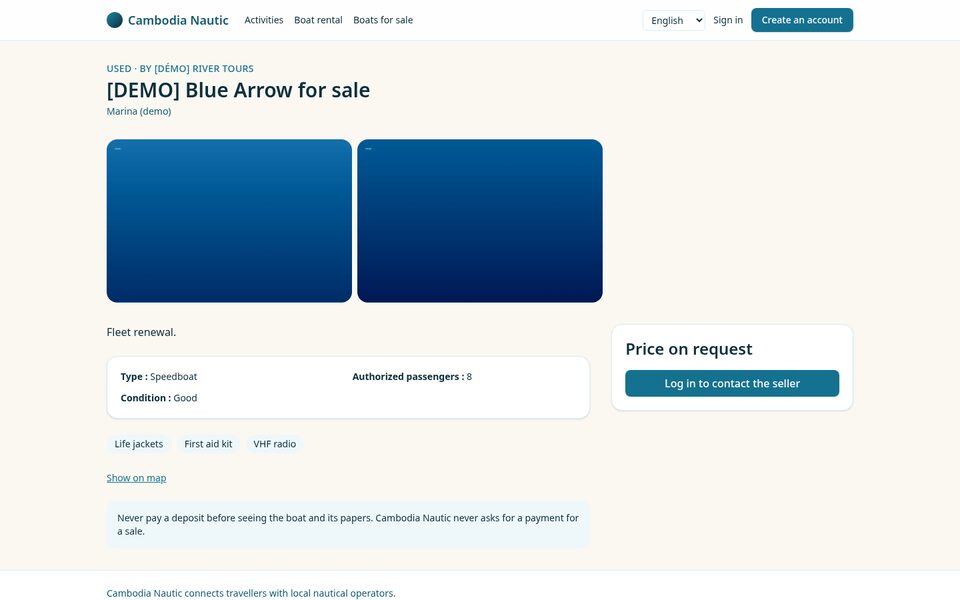 Cambodia Nautic
Activities
Boat rental
Boats for sale
English
Sign in
Create an account
USED · BY [DÉMO] RIVER TOURS
[DEMO] Blue Arrow for sale
Marina (demo)
Fleet renewal.
Type : Speedboat
Authorized passengers : 8
Condition : Good
Price on request
Log in to contact the seller
Life jackets
First aid kit
VHF radio
Show on map
Never pay a deposit before seeing the boat and its papers. Cambodia Nautic never asks for a payment for
a sale.
Cambodia Nautic connects travellers with local nautical operators.